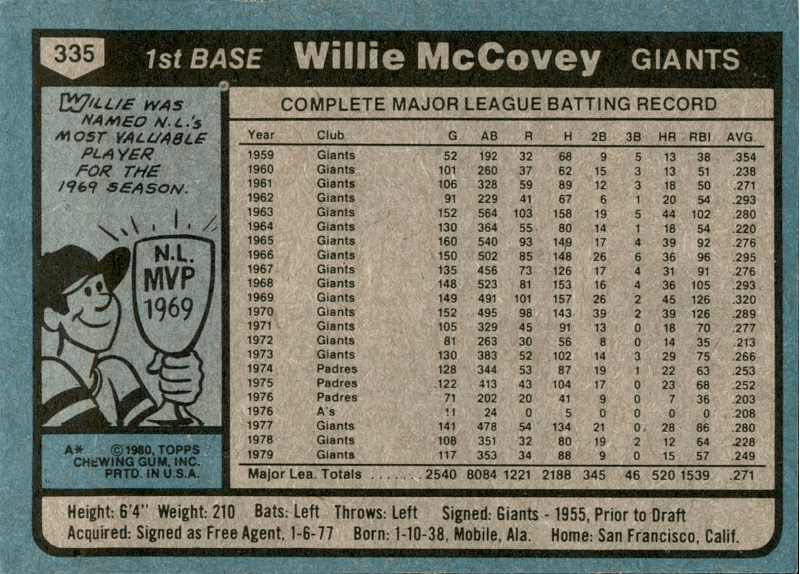 335 1st BASE Willie McCovey GIANTS
WILLIE WAS
NAMED N.L.'s
MOST VALUABLE
PLAYER
FOR THE
1969 SEASON.
N.L.
MVP
1969
A* ©1980, TOPPS
CHEWING GUM, INC.
PRTD. IN U.S.A.
COMPLETE MAJOR LEAGUE BATTING RECORD
Year Club G AB R H 2B 3B HR RBI AVG.
1959 Giants 52 192 32 68 9 5 13 38 .354
1960 Giants 101 260 37 62 15 3 13 51 .238
1961 Giants 106 328 59 89 12 3 18 50 .271
1962 Giants 91 229 41 67 6 1 20 54 .293
1963 Giants 152 564 103 158 19 5 44 102 .280
1964 Giants 130 364 55 80 14 1 18 54 .220
1965 Giants 160 540 93 149 17 4 39 92 .276
1966 Giants 150 502 85 148 26 6 36 96 .295
1967 Giants 135 456 73 126 17 4 31 91 .276
1968 Giants 148 523 81 153 16 4 36 105 .293
1969 Giants 149 491 101 157 26 2 45 126 .320
1970 Giants 152 495 98 143 39 2 39 126 .289
1971 Giants 105 329 45 91 13 0 18 70 .277
1972 Giants 81 263 30 56 8 0 14 35 .213
1973 Giants 130 383 52 102 14 3 29 75 .266
1974 Padres 128 344 53 87 19 1 22 63 .253
1975 Padres 122 413 43 104 17 0 23 68 .252
1976 Padres 71 202 20 41 9 0 7 36 .203
1976 A's 11 24 0 5 0 0 0 0 .208
1977 Giants 141 478 54 134 21 0 28 86 .280
1978 Giants 108 351 32 80 19 2 12 64 .228
1979 Giants 117 353 34 88 9 0 15 57 .249
Major Lea. Totals ....... 2540 8084 1221 2188 345 46 520 1539 .271
Height: 6'4" Weight: 210 Bats: Left Throws: Left Signed: Giants - 1955, Prior to Draft
Acquired: Signed as Free Agent, 1-6-77 Born: 1-10-38, Mobile, Ala. Home: San Francisco, Calif.